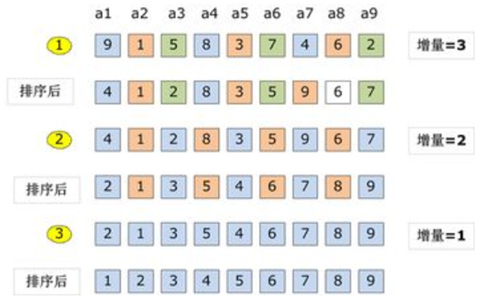 a1 a2 a3 a4 a5 a6 a7 a8 a9
1 9 1 5 8 3 7 4 6 2 增量=3
排序后 4 1 2 8 3 5 9 6 7
2 4 1 2 8 3 5 9 6 7 增量=2
排序后 2 1 3 5 4 6 7 8 9
3 2 1 3 5 4 6 7 8 9 增量=1
排序后 1 2 3 4 5 6 7 8 9